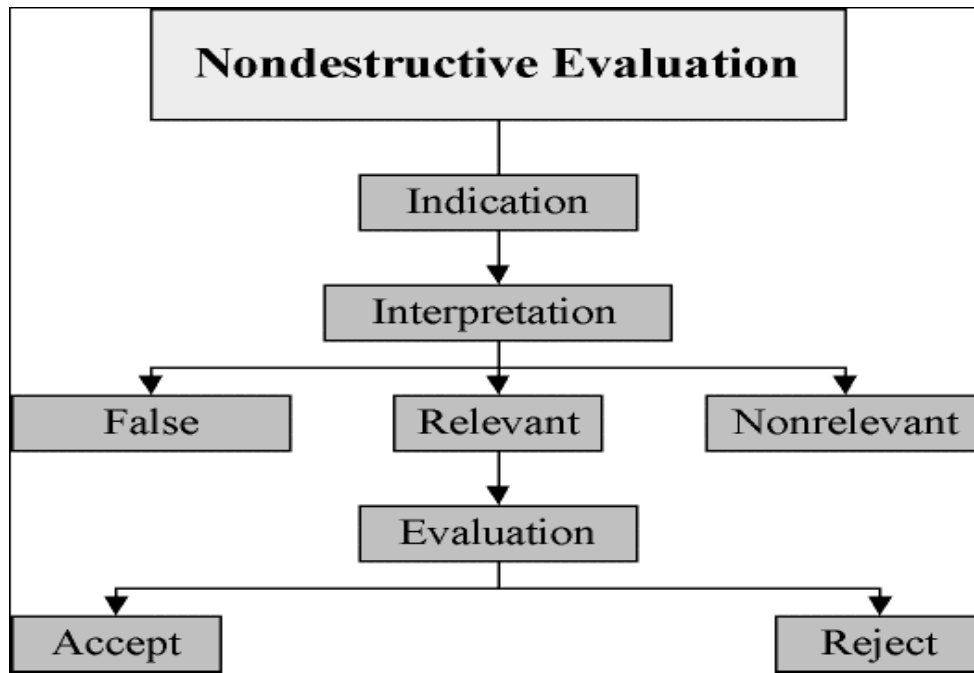 Nondestructive Evaluation
Indication
Interpretation
False
Relevant
Nonrelevant
Evaluation
Accept
Reject